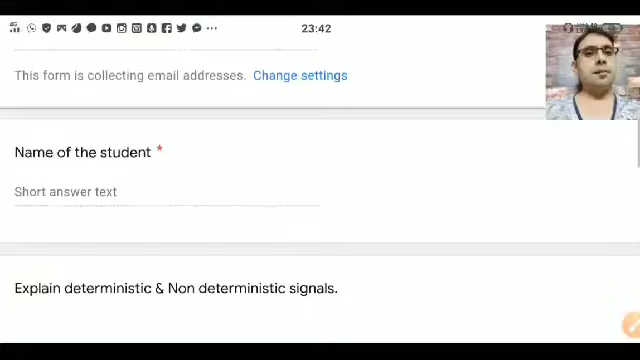 4G 23:42
This form is collecting email addresses. Change settings
Name of the student *
Short answer text
Explain deterministic & Non deterministic signals.